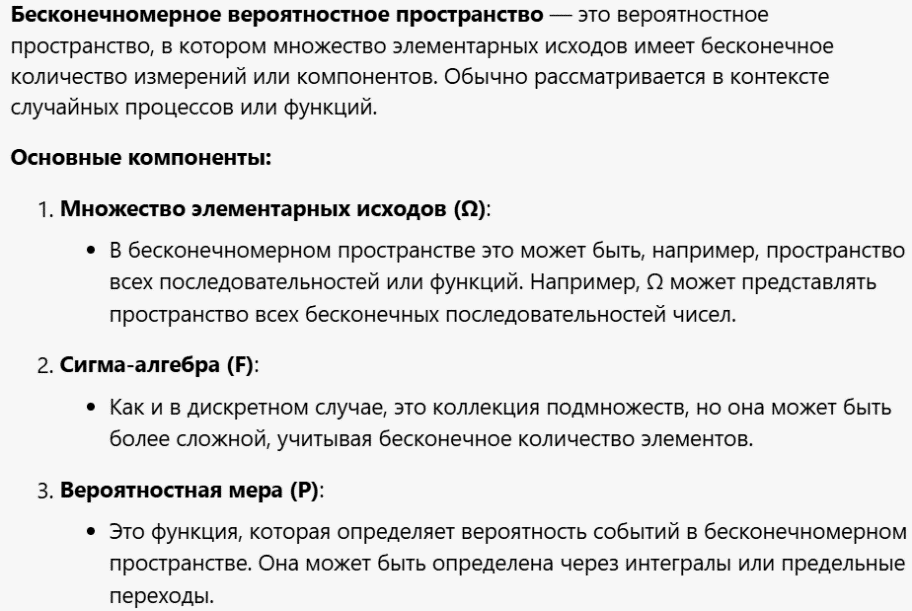 Бесконечномерное вероятностное пространство — это вероятностное
пространство, в котором множество элементарных исходов имеет бесконечное
количество измерений или компонентов. Обычно рассматривается в контексте
случайных процессов или функций.
Основные компоненты:
1. Множество элементарных исходов (Ω):
• В бесконечномерном пространстве это может быть, например, пространство
всех последовательностей или функций. Например, Ω может представлять
пространство всех бесконечных последовательностей чисел.
2. Сигма-алгебра (F):
• Как и в дискретном случае, это коллекция подмножеств, но она может быть
более сложной, учитывая бесконечное количество элементов.
3. Вероятностная мера (P):
• Это функция, которая определяет вероятность событий в бесконечномерном
пространстве. Она может быть определена через интегралы или предельные
переходы.